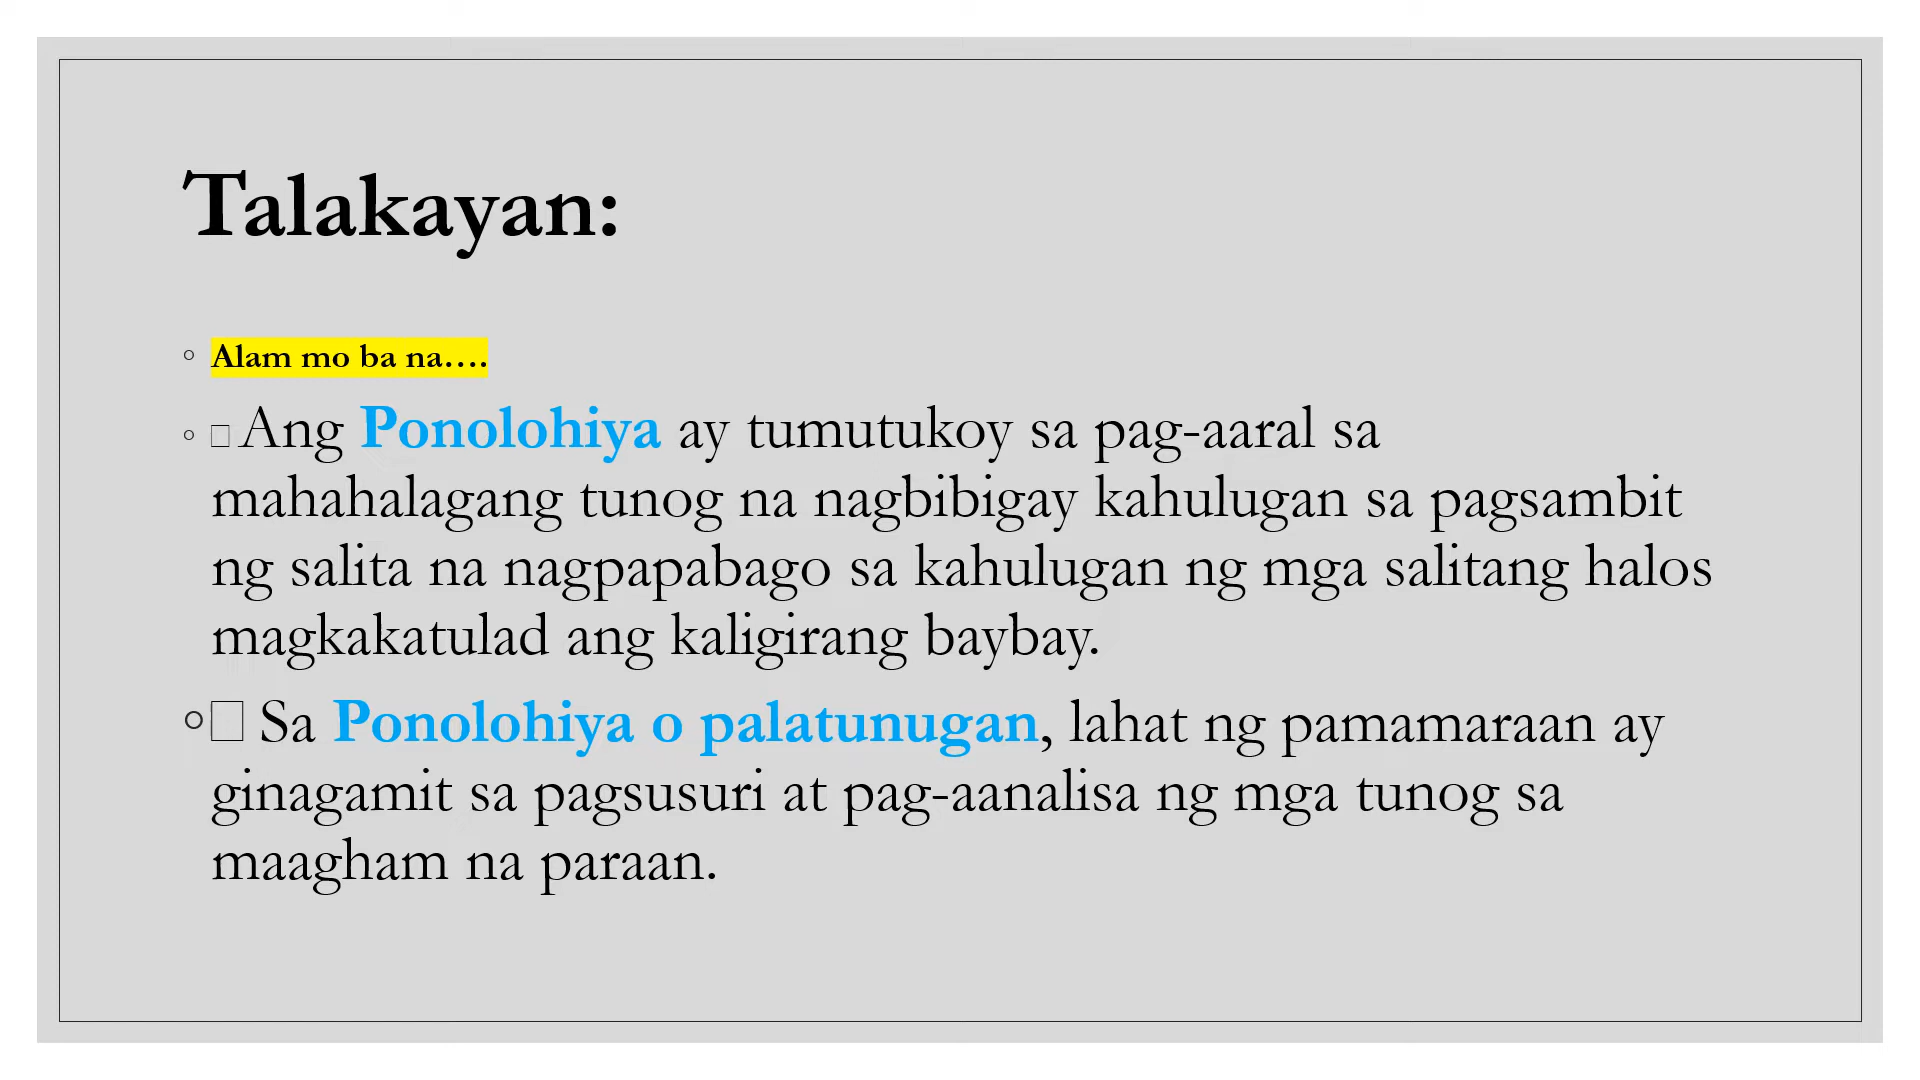 Talakayan:
Alam mo ba na….
Ang Ponolohiya ay tumutukoy sa pag-aaral sa
mahahalagang tunog na nagbibigay kahulugan sa pagsambit
ng salita na nagpapabago sa kahulugan ng mga salitang halos
magkakatulad ang kaligirang baybay.
Sa Ponolohiya o palatunugan, lahat ng pamamaraan ay
ginagamit sa pagsusuri at pag-aanalisa ng mga tunog sa
maagham na paraan.